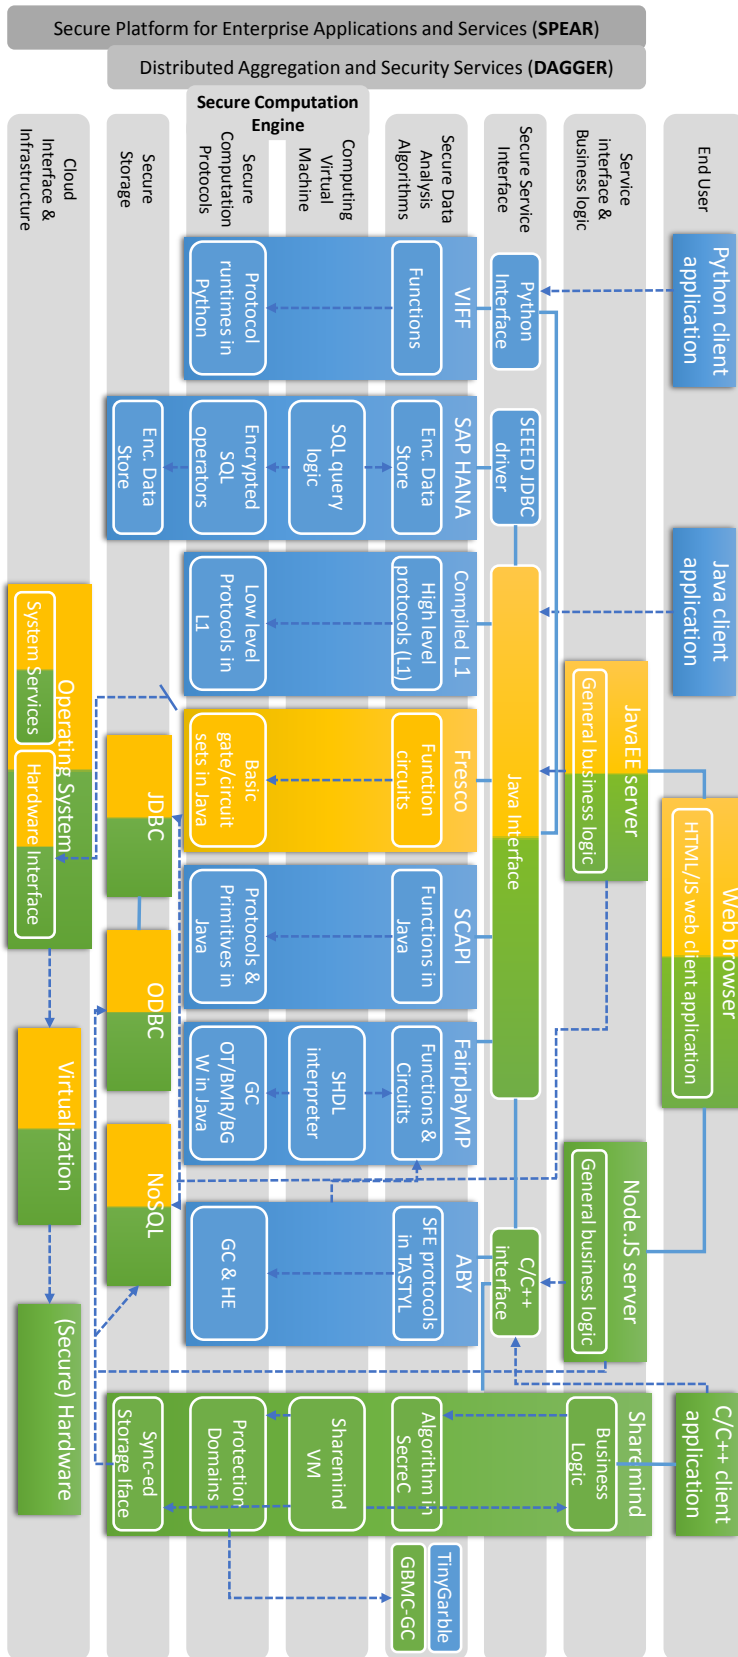 Secure Platform for Enterprise Applications and Services (SPEAR)
Distributed Aggregation and Security Services (DAGGER)
Secure Computation
Engine
End User
Service
interface &
Business logic
Secure Service
Interface
Secure Data
Analysis
Algorithms
Computing
Virtual
Machine
Secure
Computation
Protocols
Secure
Storage
Cloud
Interface &
Infrastructure
Python client
application
Java client
application
Web browser
HTML/JS web client application
C/C++ client
application
JavaEE server
General business logic
Node.JS server
General business logic
Sharemind
Business
Logic
Python
Interface
SEEED JDBC
driver
Java Interface
C/C++
interface
VIFF
Functions
Protocol
runtimes in
Python
SAP HANA
Enc. Data
Store
SQL query
logic
Encrypted
SQL
operators
Enc. Data
Store
Compiled L1
High level
protocols (L1)
Low level
Protocols in
L1
Fresco
Function
circuits
Basic
gate/circuit
sets in Java
SCAPI
Functions in
Java
Protocols &
Primitives in
Java
FairplayMP
Functions &
Circuits
SHDL
interpreter
GC
OT/BMR/BG
W in Java
ABY
SFE protocols
in TASTYL
GC & HE
Algorithm in
SecreC
Sharemind
VM
Protection
Domains
Sync-ed
Storage Iface
TinyGarble
GBMC-GC
JDBC
ODBC
NoSQL
Operating System
System Services
Hardware Interface
Virtualization
(Secure) Hardware